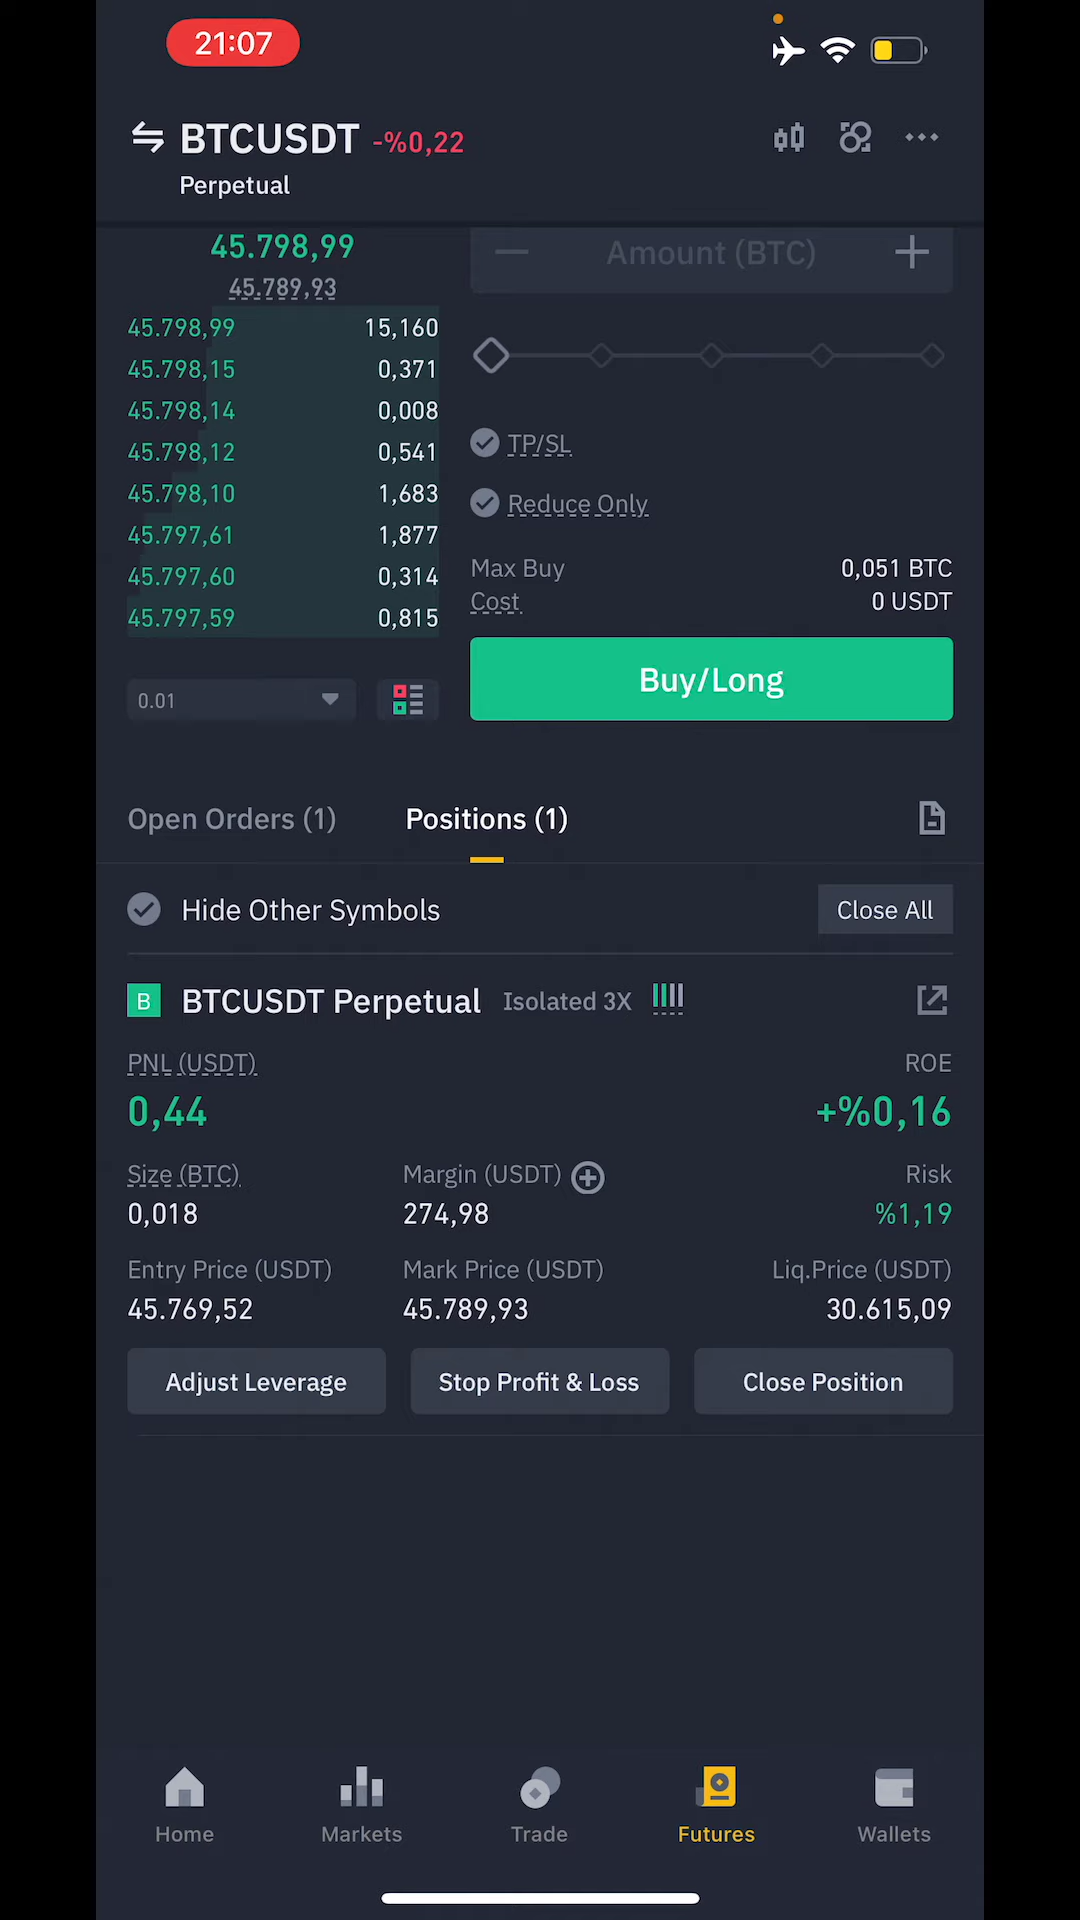 21:07
BTCUSDT -%0,22
Perpetual
45.798,99
45.789,93
Amount (BTC)
45.798,99 15,160
45.798,15 0,371
45.798,14 0,008
45.798,12 0,541
45.798,10 1,683
45.797,61 1,877
45.797,60 0,314
45.797,59 0,815
0.01
TP/SL
Reduce Only
Max Buy 0,051 BTC
Cost 0 USDT
Buy/Long
Open Orders (1) Positions (1)
Hide Other Symbols Close All
B BTCUSDT Perpetual Isolated 3X
PNL (USDT) ROE
0,44 +%0,16
Size (BTC) Margin (USDT) Risk
0,018 274,98 %1,19
Entry Price (USDT) Mark Price (USDT) Liq.Price (USDT)
45.769,52 45.789,93 30.615,09
Adjust Leverage Stop Profit & Loss Close Position
Home Markets Trade Futures Wallets